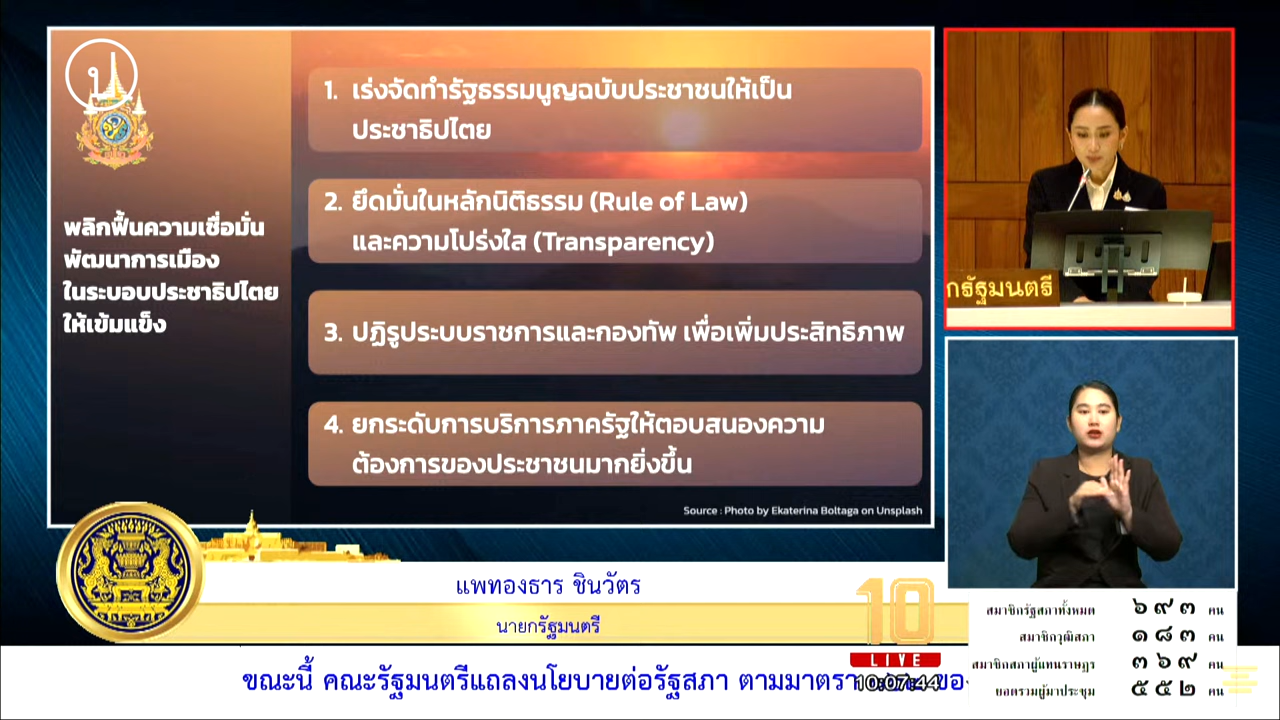 ป
พลิกฟื้นความเชื่อมั่น
พัฒนาการเมือง
ในระบอบประชาธิปไตย
ให้เข้มแข็ง
1. เร่งจัดทำรัฐธรรมนูญฉบับประชาชนให้เป็น
ประชาธิปไตย
2. ยึดมั่นในหลักนิติธรรม (Rule of Law)
และความโปร่งใส (Transparency)
3. ปฏิรูประบบราชการและกองทัพ เพื่อเพิ่มประสิทธิภาพ
4. ยกระดับการบริการภาครัฐให้ตอบสนองความ
ต้องการของประชาชนมากยิ่งขึ้น
Source : Photo by Ekaterina Boltaga on Unsplash
กรัฐมนตรี
แพทองธาร ชินวัตร
นายกรัฐมนตรี
10
LIVE
10:07:44
สมาชิกรัฐสภาทั้งหมด ๖๙๓ คน
สมาชิกวุฒิสภา ๑๘๓ คน
สมาชิกสภาผู้แทนราษฎร ๓๖๙ คน
ยอดรวมผู้มาประชุม ๕๕๒ คน
ขณะนี้ คณะรัฐมนตรีแถลงนโยบายต่อรัฐสภา ตามมาตรา ของ